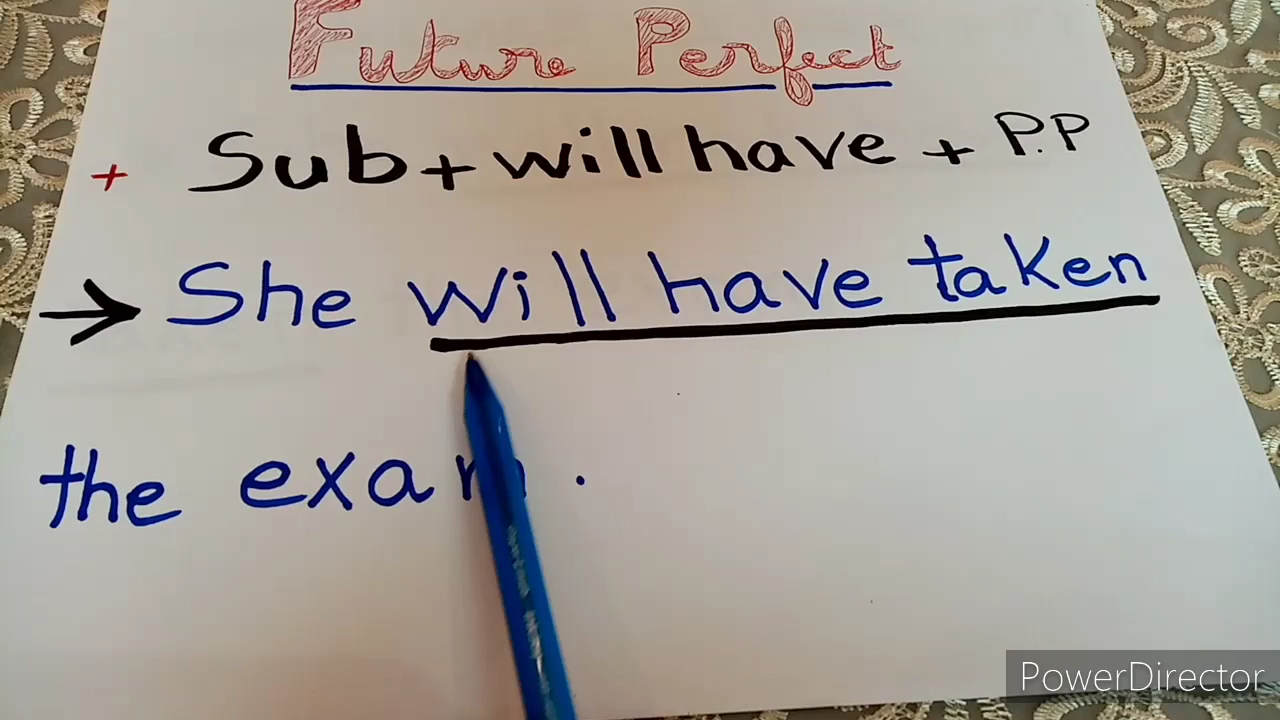 Future Perfect
+ Sub + will have + P.P
→ She will have taken
the exam.
PowerDirector